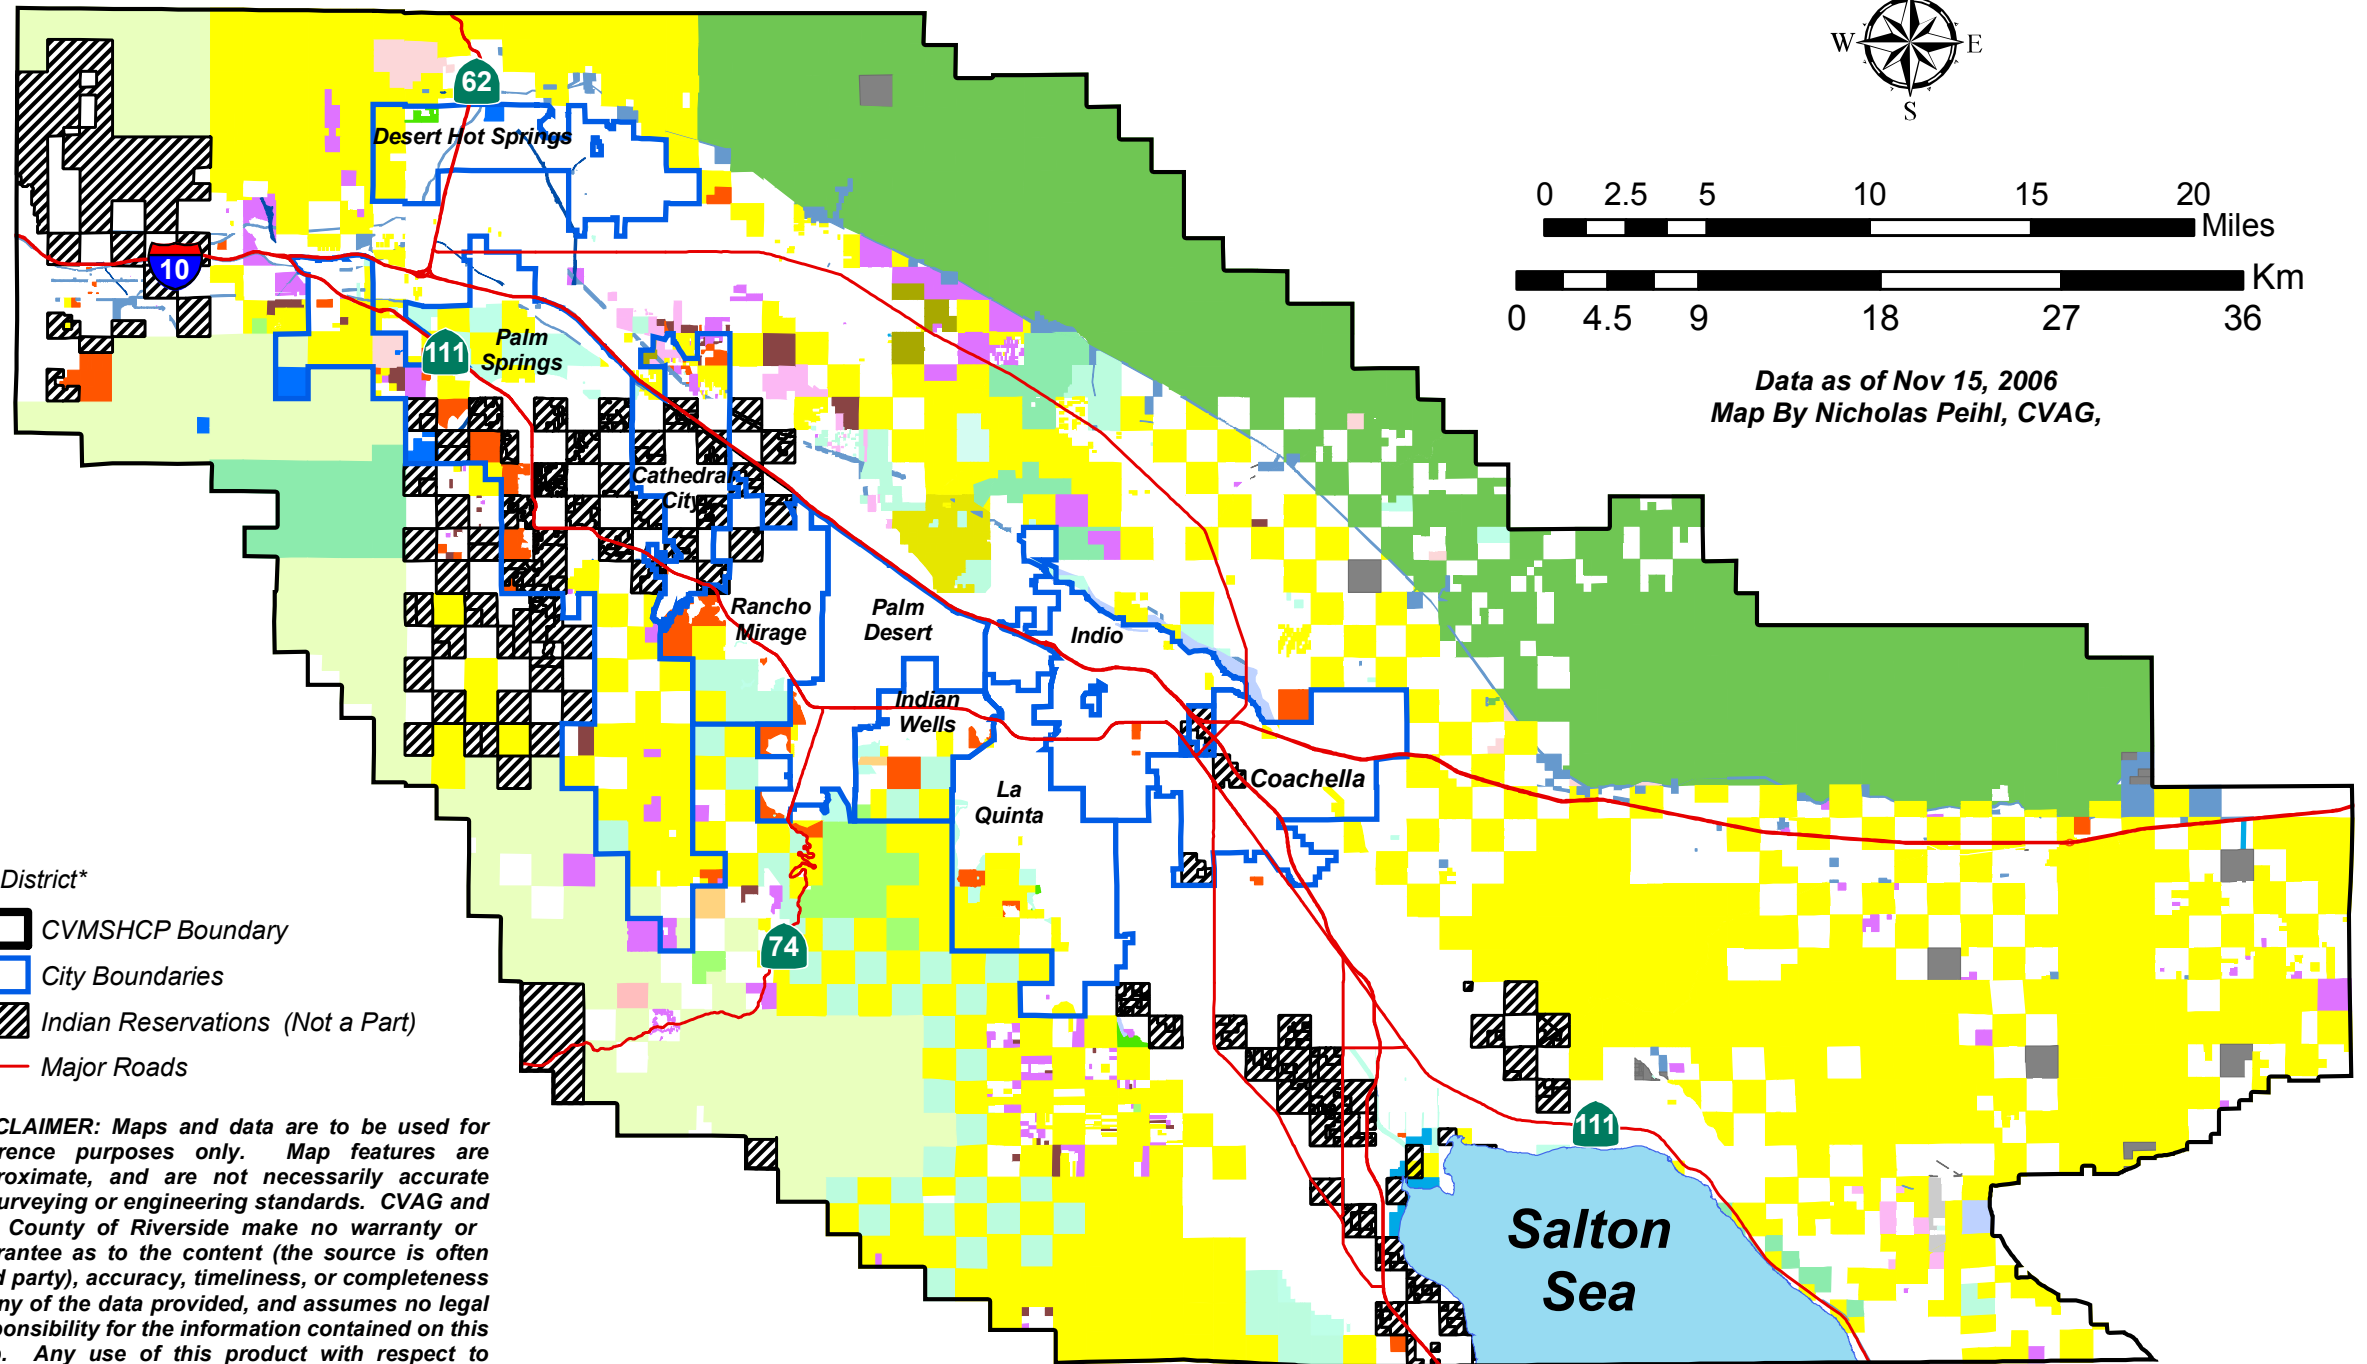 W E
S
0 2.5 5 10 15 20
Miles
Km
0 4.5 9 18 27 36
Data as of Nov 15, 2006
Map By Nicholas Peihl, CVAG,
62
Desert Hot Springs
10
111
Palm
Springs
Cathedral
City
Rancho
Mirage
Palm
Desert
Indio
Indian
Wells
La
Quinta
Coachella
74
111
Salton
Sea
District*
CVMSHCP Boundary
City Boundaries
Indian Reservations (Not a Part)
Major Roads
CLAIMER: Maps and data are to be used for
rence purposes only. Map features are
roximate, and are not necessarily accurate
urveying or engineering standards. CVAG and
County of Riverside make no warranty or
rantee as to the content (the source is often
d party), accuracy, timeliness, or completeness
ny of the data provided, and assumes no legal
ponsibility for the information contained on this
. Any use of this product with respect to